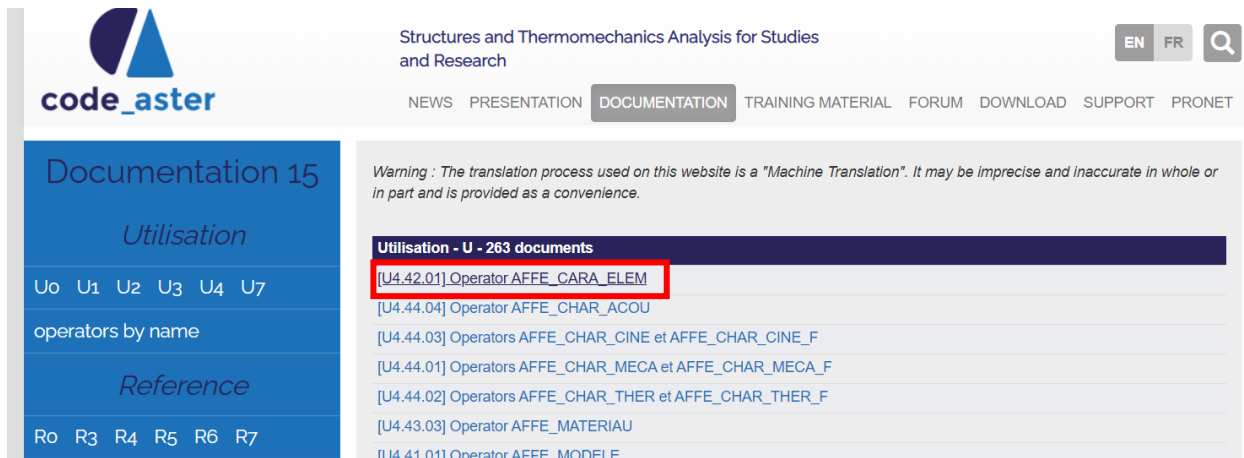 code_aster
Structures and Thermomechanics Analysis for Studies
and Research
EN FR
NEWS PRESENTATION DOCUMENTATION TRAINING MATERIAL FORUM DOWNLOAD SUPPORT PRONET
Documentation 15
Utilisation
U0 U1 U2 U3 U4 U7
operators by name
Reference
R0 R3 R4 R5 R6 R7
Warning : The translation process used on this website is a "Machine Translation". It may be imprecise and inaccurate in whole or
in part and is provided as a convenience.
Utilisation - U - 263 documents
[U4.42.01] Operator AFFE_CARA_ELEM
[U4.44.04] Operator AFFE_CHAR_ACOU
[U4.44.03] Operators AFFE_CHAR_CINE et AFFE_CHAR_CINE_F
[U4.44.01] Operators AFFE_CHAR_MECA et AFFE_CHAR_MECA_F
[U4.44.02] Operators AFFE_CHAR_THER et AFFE_CHAR_THER_F
[U4.43.03] Operator AFFE_MATERIAU
[U4.41.01] Operator AFFE_MODELE